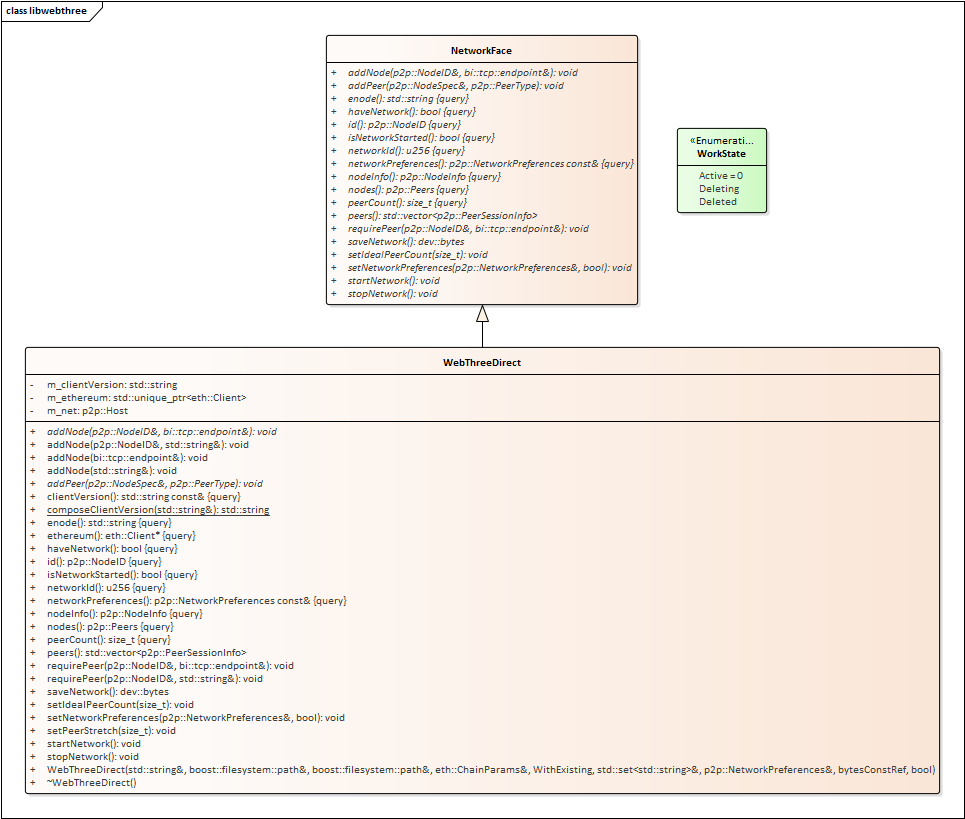 class libwebthree
NetworkFace
+ addNode(p2p::NodeID&, bi::tcp::endpoint&): void
+ addPeer(p2p::NodeSpec&, p2p::PeerType): void
+ enode(): std::string {query}
+ haveNetwork(): bool {query}
+ id(): p2p::NodeID {query}
+ isNetworkStarted(): bool {query}
+ networkId(): u256 {query}
+ networkPreferences(): p2p::NetworkPreferences const& {query}
+ nodeInfo(): p2p::NodeInfo {query}
+ nodes(): p2p::Peers {query}
+ peerCount(): size_t {query}
+ peers(): std::vector<p2p::PeerSessionInfo>
+ requirePeer(p2p::NodeID&, bi::tcp::endpoint&): void
+ saveNetwork(): dev::bytes
+ setIdealPeerCount(size_t): void
+ setNetworkPreferences(p2p::NetworkPreferences&, bool): void
+ startNetwork(): void
+ stopNetwork(): void
«Enumerati...
WorkState
Active = 0
Deleting
Deleted
WebThreeDirect
- m_clientVersion: std::string
- m_ethereum: std::unique_ptr<eth::Client>
- m_net: p2p::Host
+ addNode(p2p::NodeID&, bi::tcp::endpoint&): void
+ addNode(p2p::NodeID&, std::string&): void
+ addNode(bi::tcp::endpoint&): void
+ addNode(std::string&): void
+ addPeer(p2p::NodeSpec&, p2p::PeerType): void
+ clientVersion(): std::string const& {query}
+ composeClientVersion(std::string&): std::string
+ enode(): std::string {query}
+ ethereum(): eth::Client* {query}
+ haveNetwork(): bool {query}
+ id(): p2p::NodeID {query}
+ isNetworkStarted(): bool {query}
+ networkId(): u256 {query}
+ networkPreferences(): p2p::NetworkPreferences const& {query}
+ nodeInfo(): p2p::NodeInfo {query}
+ nodes(): p2p::Peers {query}
+ peerCount(): size_t {query}
+ peers(): std::vector<p2p::PeerSessionInfo>
+ requirePeer(p2p::NodeID&, bi::tcp::endpoint&): void
+ requirePeer(p2p::NodeID&, std::string&): void
+ saveNetwork(): dev::bytes
+ setIdealPeerCount(size_t): void
+ setNetworkPreferences(p2p::NetworkPreferences&, bool): void
+ setPeerStretch(size_t): void
+ startNetwork(): void
+ stopNetwork(): void
+ WebThreeDirect(std::string&, boost::filesystem::path&, boost::filesystem::path&, eth::ChainParams&, WithExisting, std::set<std::string>&, p2p::NetworkPreferences&, bytesConstRef, bool)
+ ~WebThreeDirect()